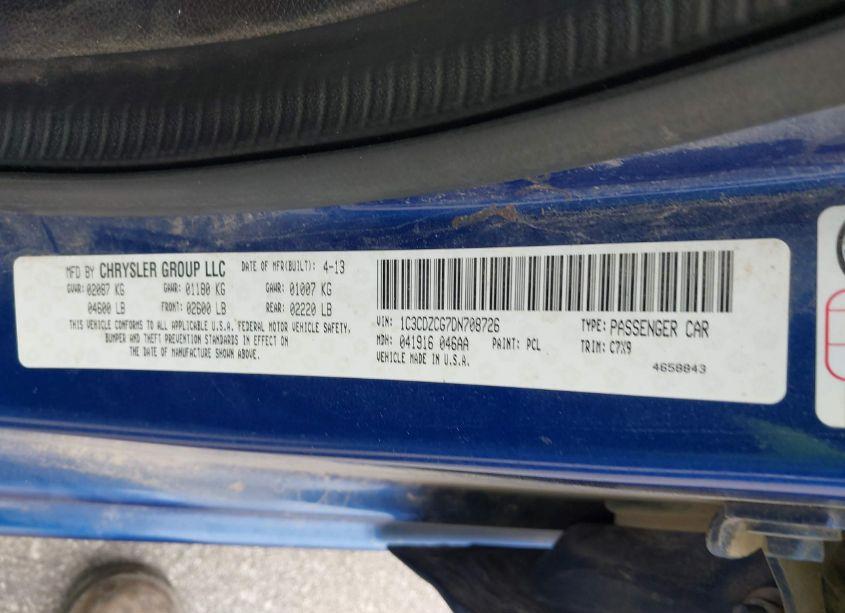 MFD BY CHRYSLER GROUP LLC DATE OF MFR(BUILT): 4-13
GVWR: 02087 KG GAWR: 01180 KG GAWR: 01007 KG
04600 LB FRONT: 02600 LB REAR: 02220 LB
THIS VEHICLE CONFORMS TO ALL APPLICABLE U.S.A. FEDERAL MOTOR VEHICLE SAFETY,
BUMPER AND THEFT PREVENTION STANDARDS IN EFFECT ON
THE DATE OF MANUFACTURE SHOWN ABOVE.
VIN: 1C3CDZCG7DN708726 TYPE: PASSENGER CAR
MDH: 041916 046AA PAINT: PCL TRIM: C7X9
VEHICLE MADE IN U.S.A. 4658843